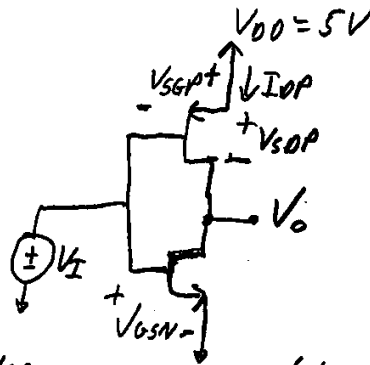 VDD = 5V
VSGP + ↓ IDP
-
+
VSDP
-
Vo
± VI
+
VGSN -